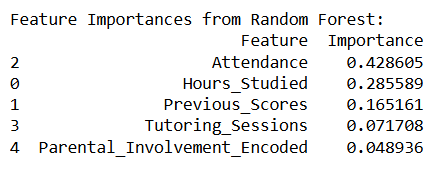 Feature Importances from Random Forest:
Feature Importance
2 Attendance 0.428605
0 Hours_Studied 0.285589
1 Previous_Scores 0.165161
3 Tutoring_Sessions 0.071708
4 Parental_Involvement_Encoded 0.048936